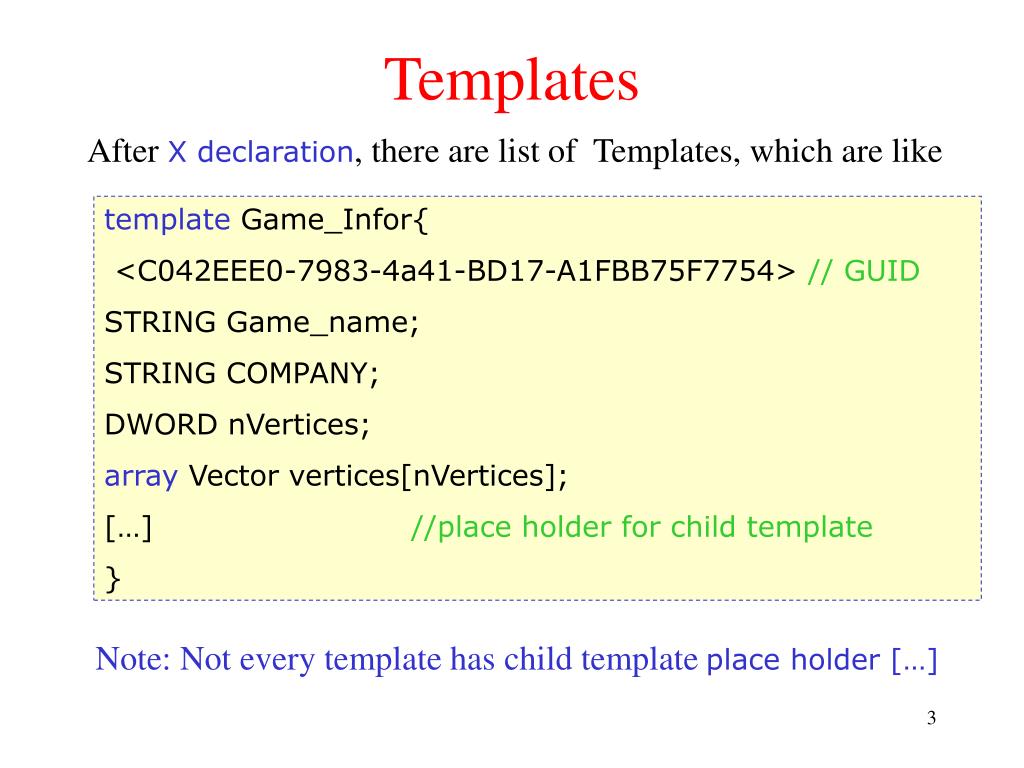 Templates
After X declaration, there are list of  Templates, which are like
template Game_Infor{
<C042EEE0-7983-4a41-BD17-A1FBB75F7754> // GUID
STRING Game_name;
STRING COMPANY;
DWORD nVertices;
array Vector vertices[nVertices];
[…] //place holder for child template
}
Note: Not every template has child template place holder […]
3